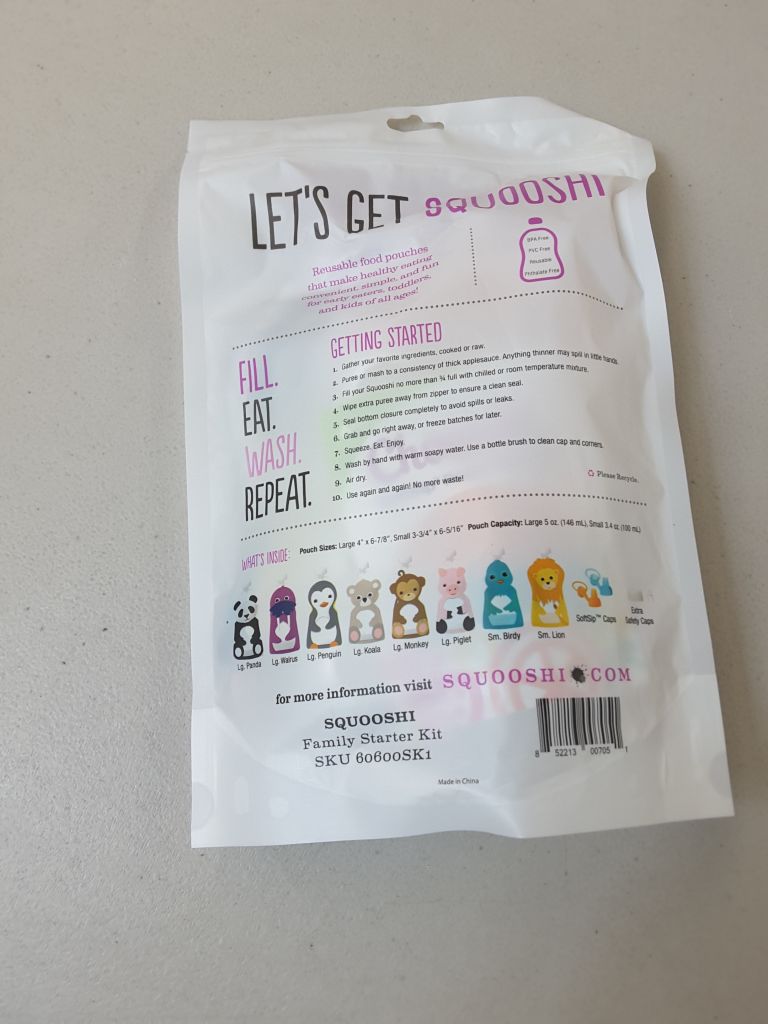 LET'S GET SQUOOSHI
Reusable food pouches
that make healthy eating
convenient, simple, and fun
for early eaters, toddlers,
and kids of all ages!
BPA Free
PVC Free
Reusable
Phthalate Free
FILL.
EAT.
WASH.
REPEAT.
GETTING STARTED
1. Gather your favorite ingredients, cooked or raw.
2. Puree or mash to a consistency of thick applesauce. Anything thinner may spill in little hands.
3. Fill your Squooshi no more than ¾ full with chilled or room temperature mixture.
4. Wipe extra puree away from zipper to ensure a clean seal.
5. Seal bottom closure completely to avoid spills or leaks.
6. Grab and go right away, or freeze batches for later.
7. Squeeze. Eat. Enjoy.
8. Wash by hand with warm soapy water. Use a bottle brush to clean cap and corners.
9. Air dry.
10. Use again and again! No more waste!
Please Recycle.
WHAT'S INSIDE: Pouch Sizes: Large 4" x 6-7/8", Small 3-3/4" x 6-5/16" Pouch Capacity: Large 5 oz. (146 mL), Small 3.4 oz (100 mL)
Lg. Panda
Lg. Walrus
Lg. Penguin
Lg. Koala
Lg. Monkey
Lg. Piglet
Sm. Birdy
Sm. Lion
SoftSip™ Caps
Extra
Safety Caps
for more information visit SQUOOSHI.COM
SQUOOSHI
Family Starter Kit
SKU 60600SK1
8 52213 00705 1
Made in China